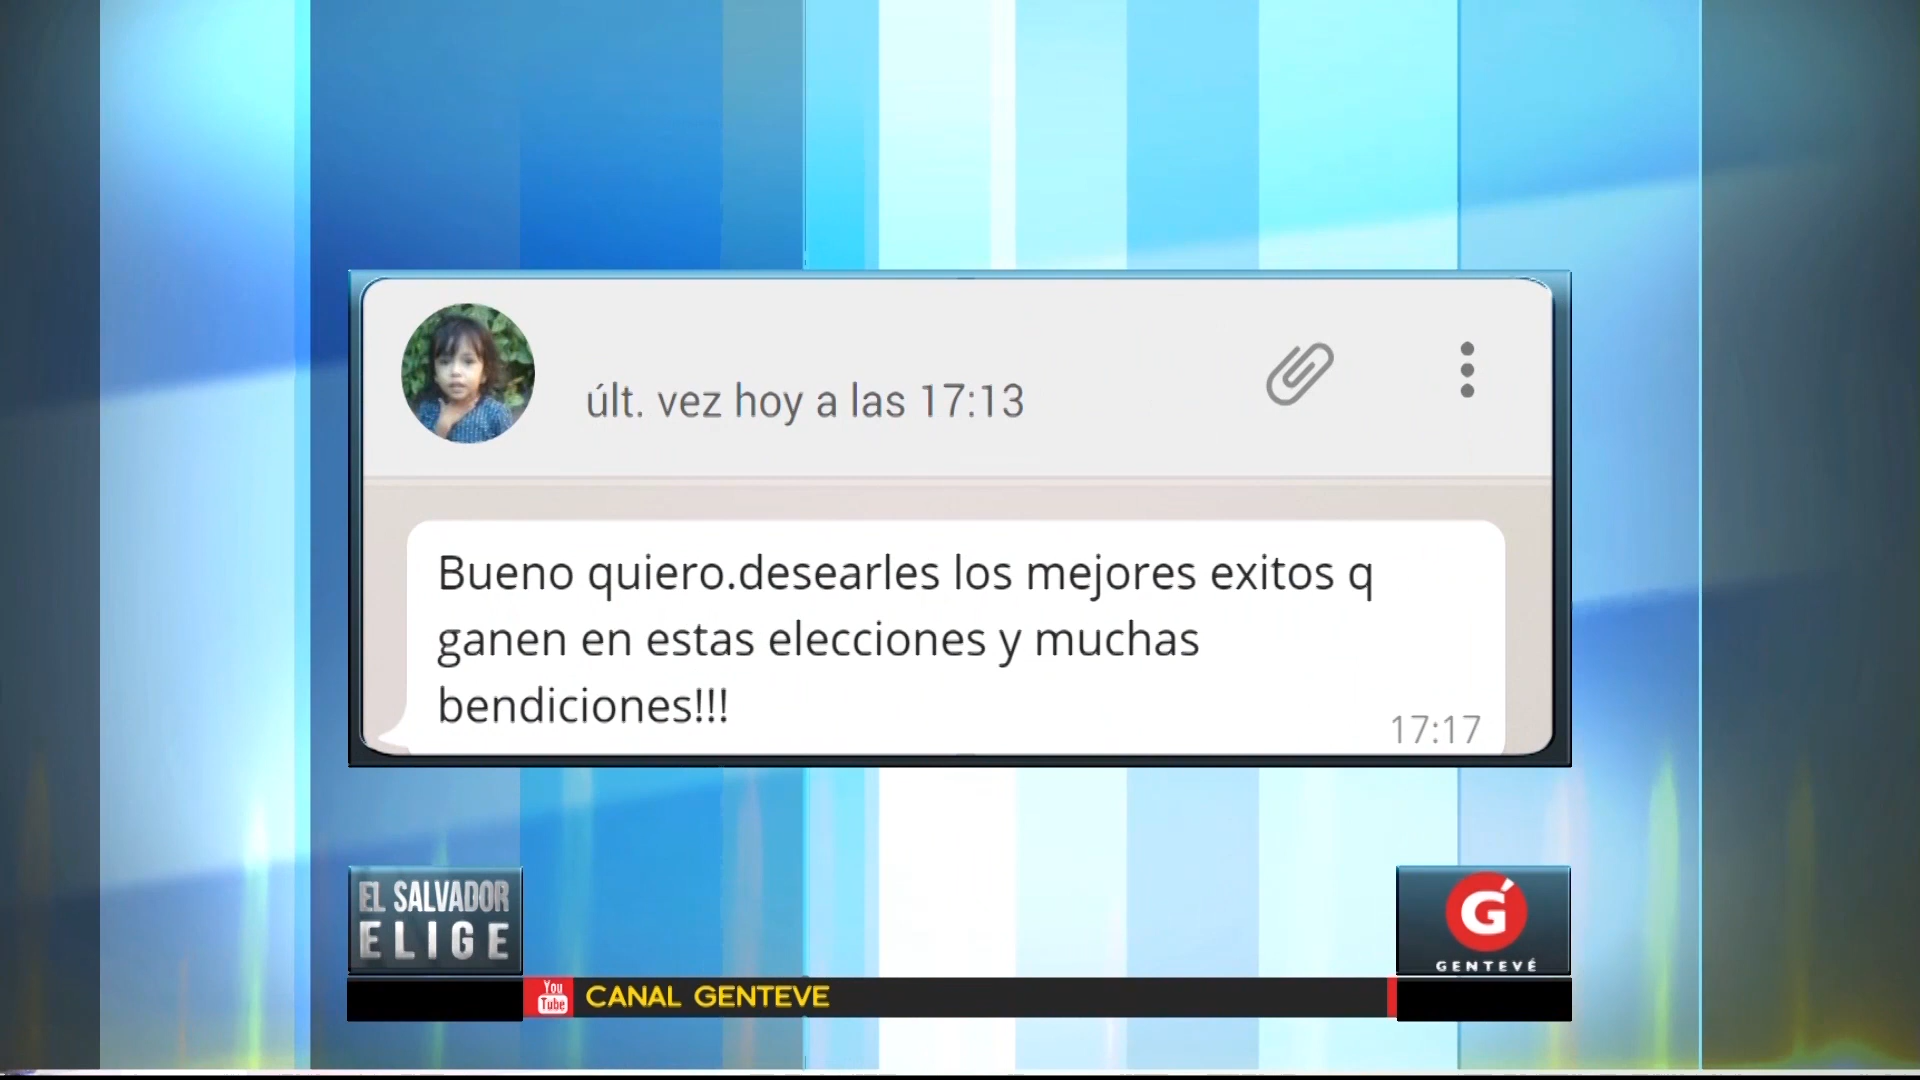 últ. vez hoy a las 17:13
Bueno quiero.desearles los mejores exitos q
ganen en estas elecciones y muchas
bendiciones!!!
17:17
EL SALVADOR
ELIGE
G
GENTEVÉ
You
Tube
CANAL GENTEVE